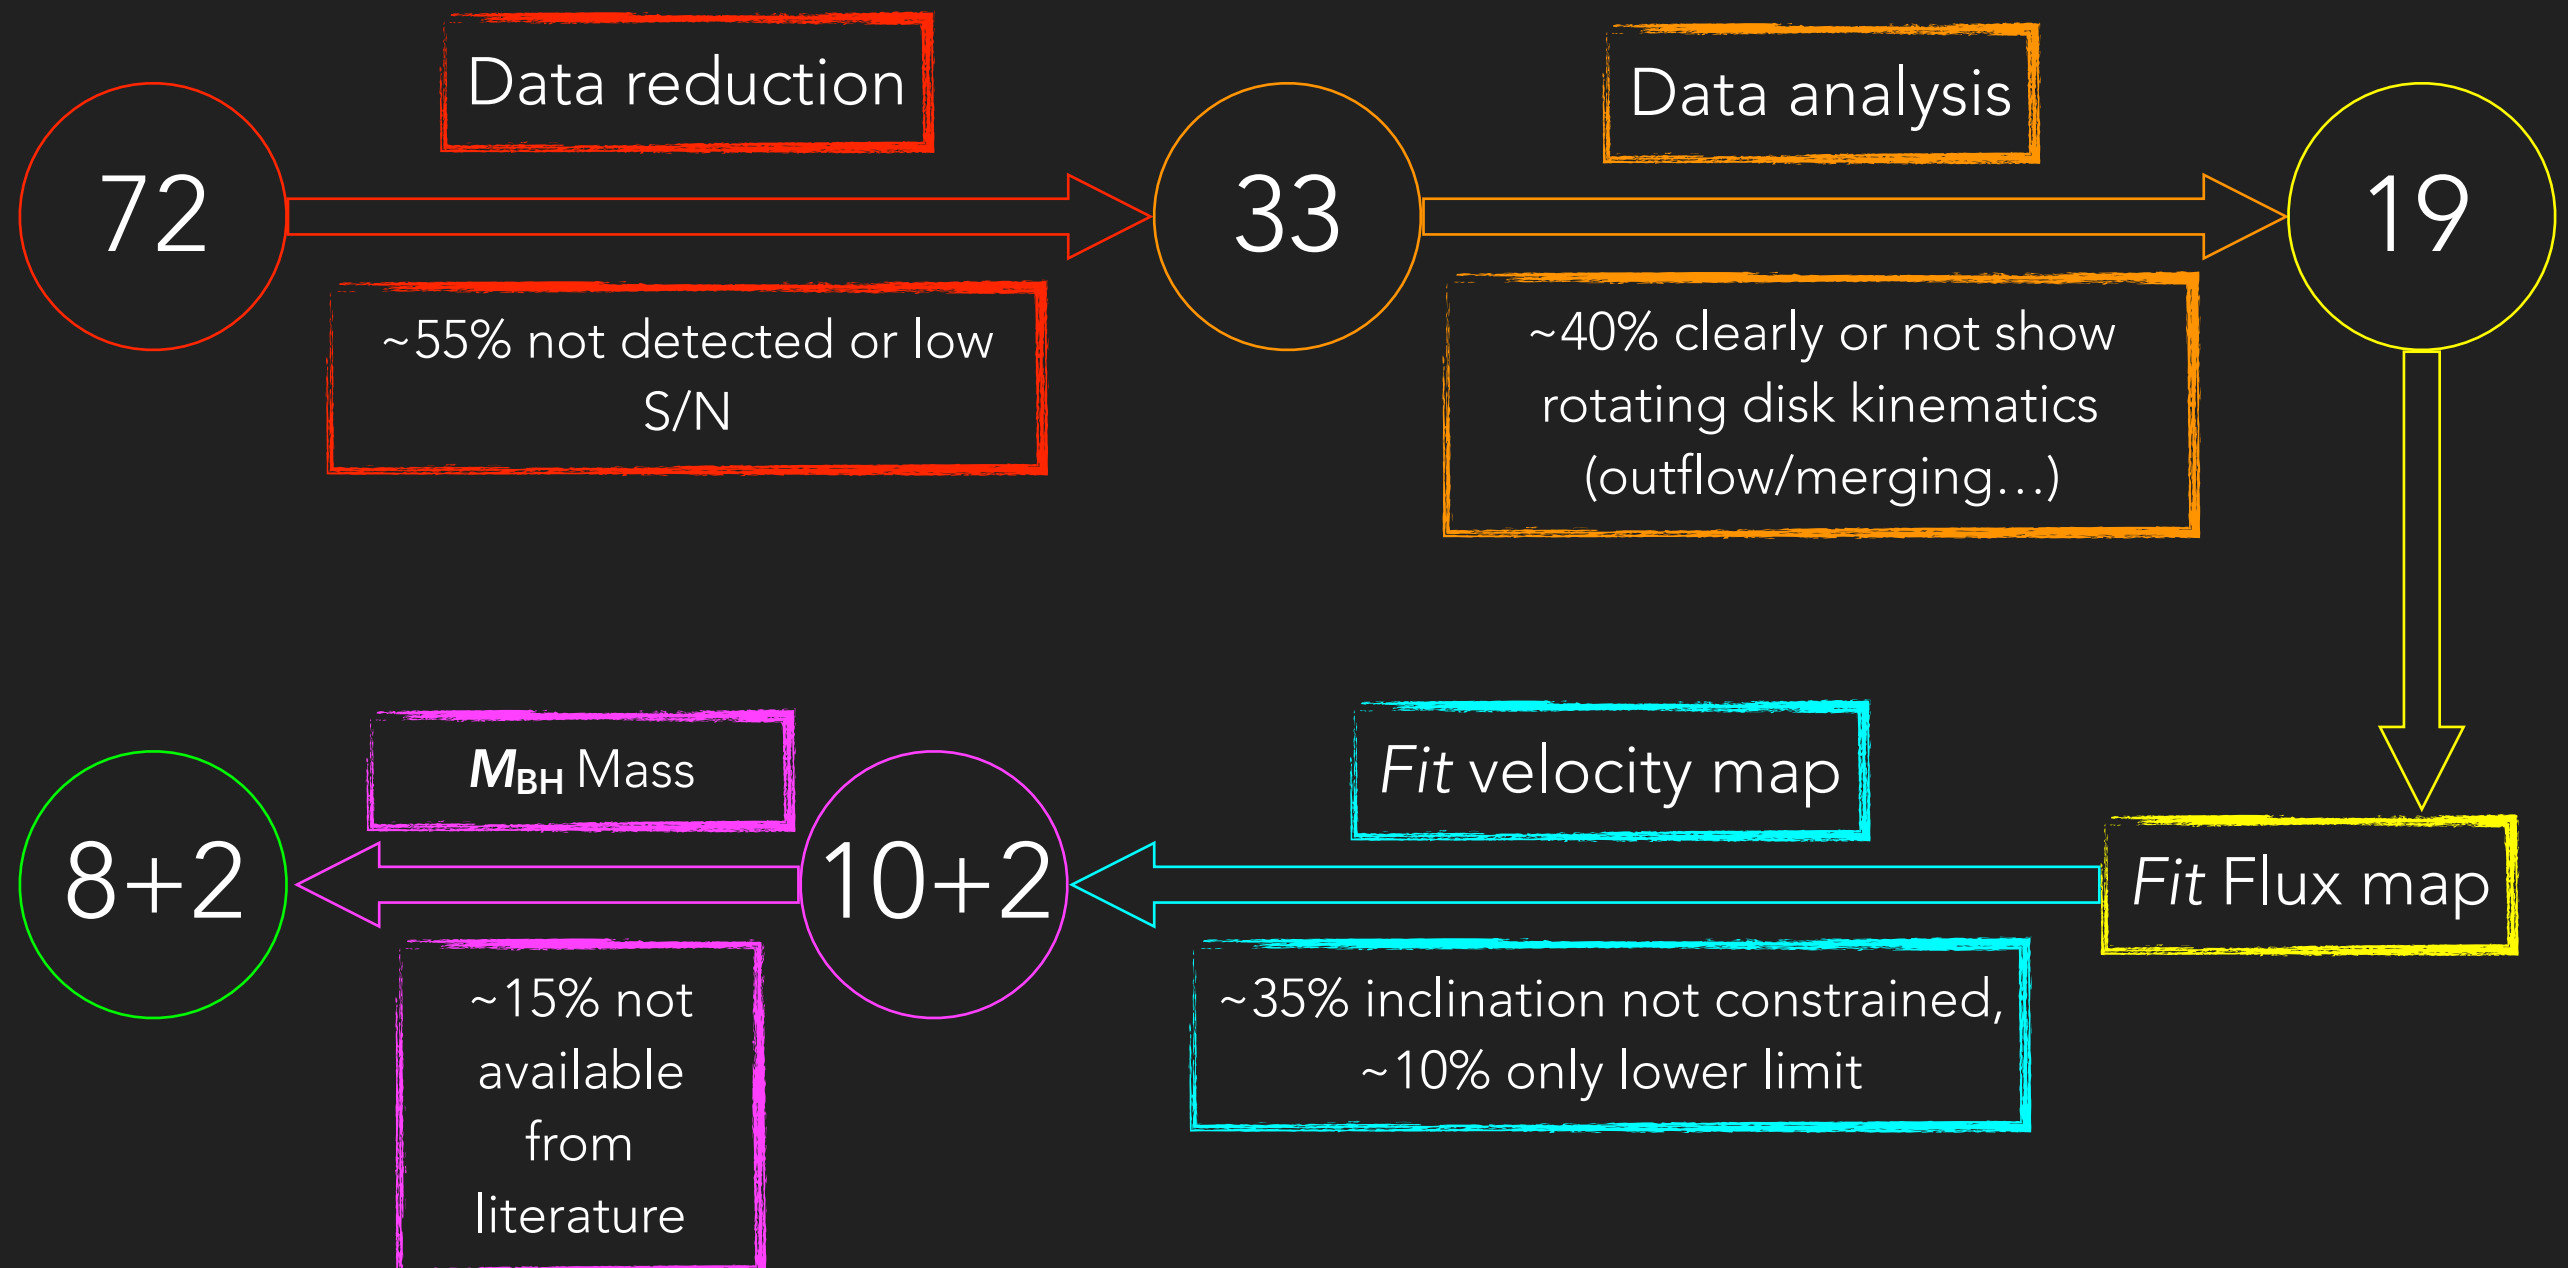 Data reduction
72
~55% not detected or low
S/N
33
Data analysis
~40% clearly or not show
rotating disk kinematics
(outflow/merging…)
19
Fit Flux map
Fit velocity map
~35% inclination not constrained,
~10% only lower limit
10+2
MBH Mass
~15% not
available
from
literature
8+2